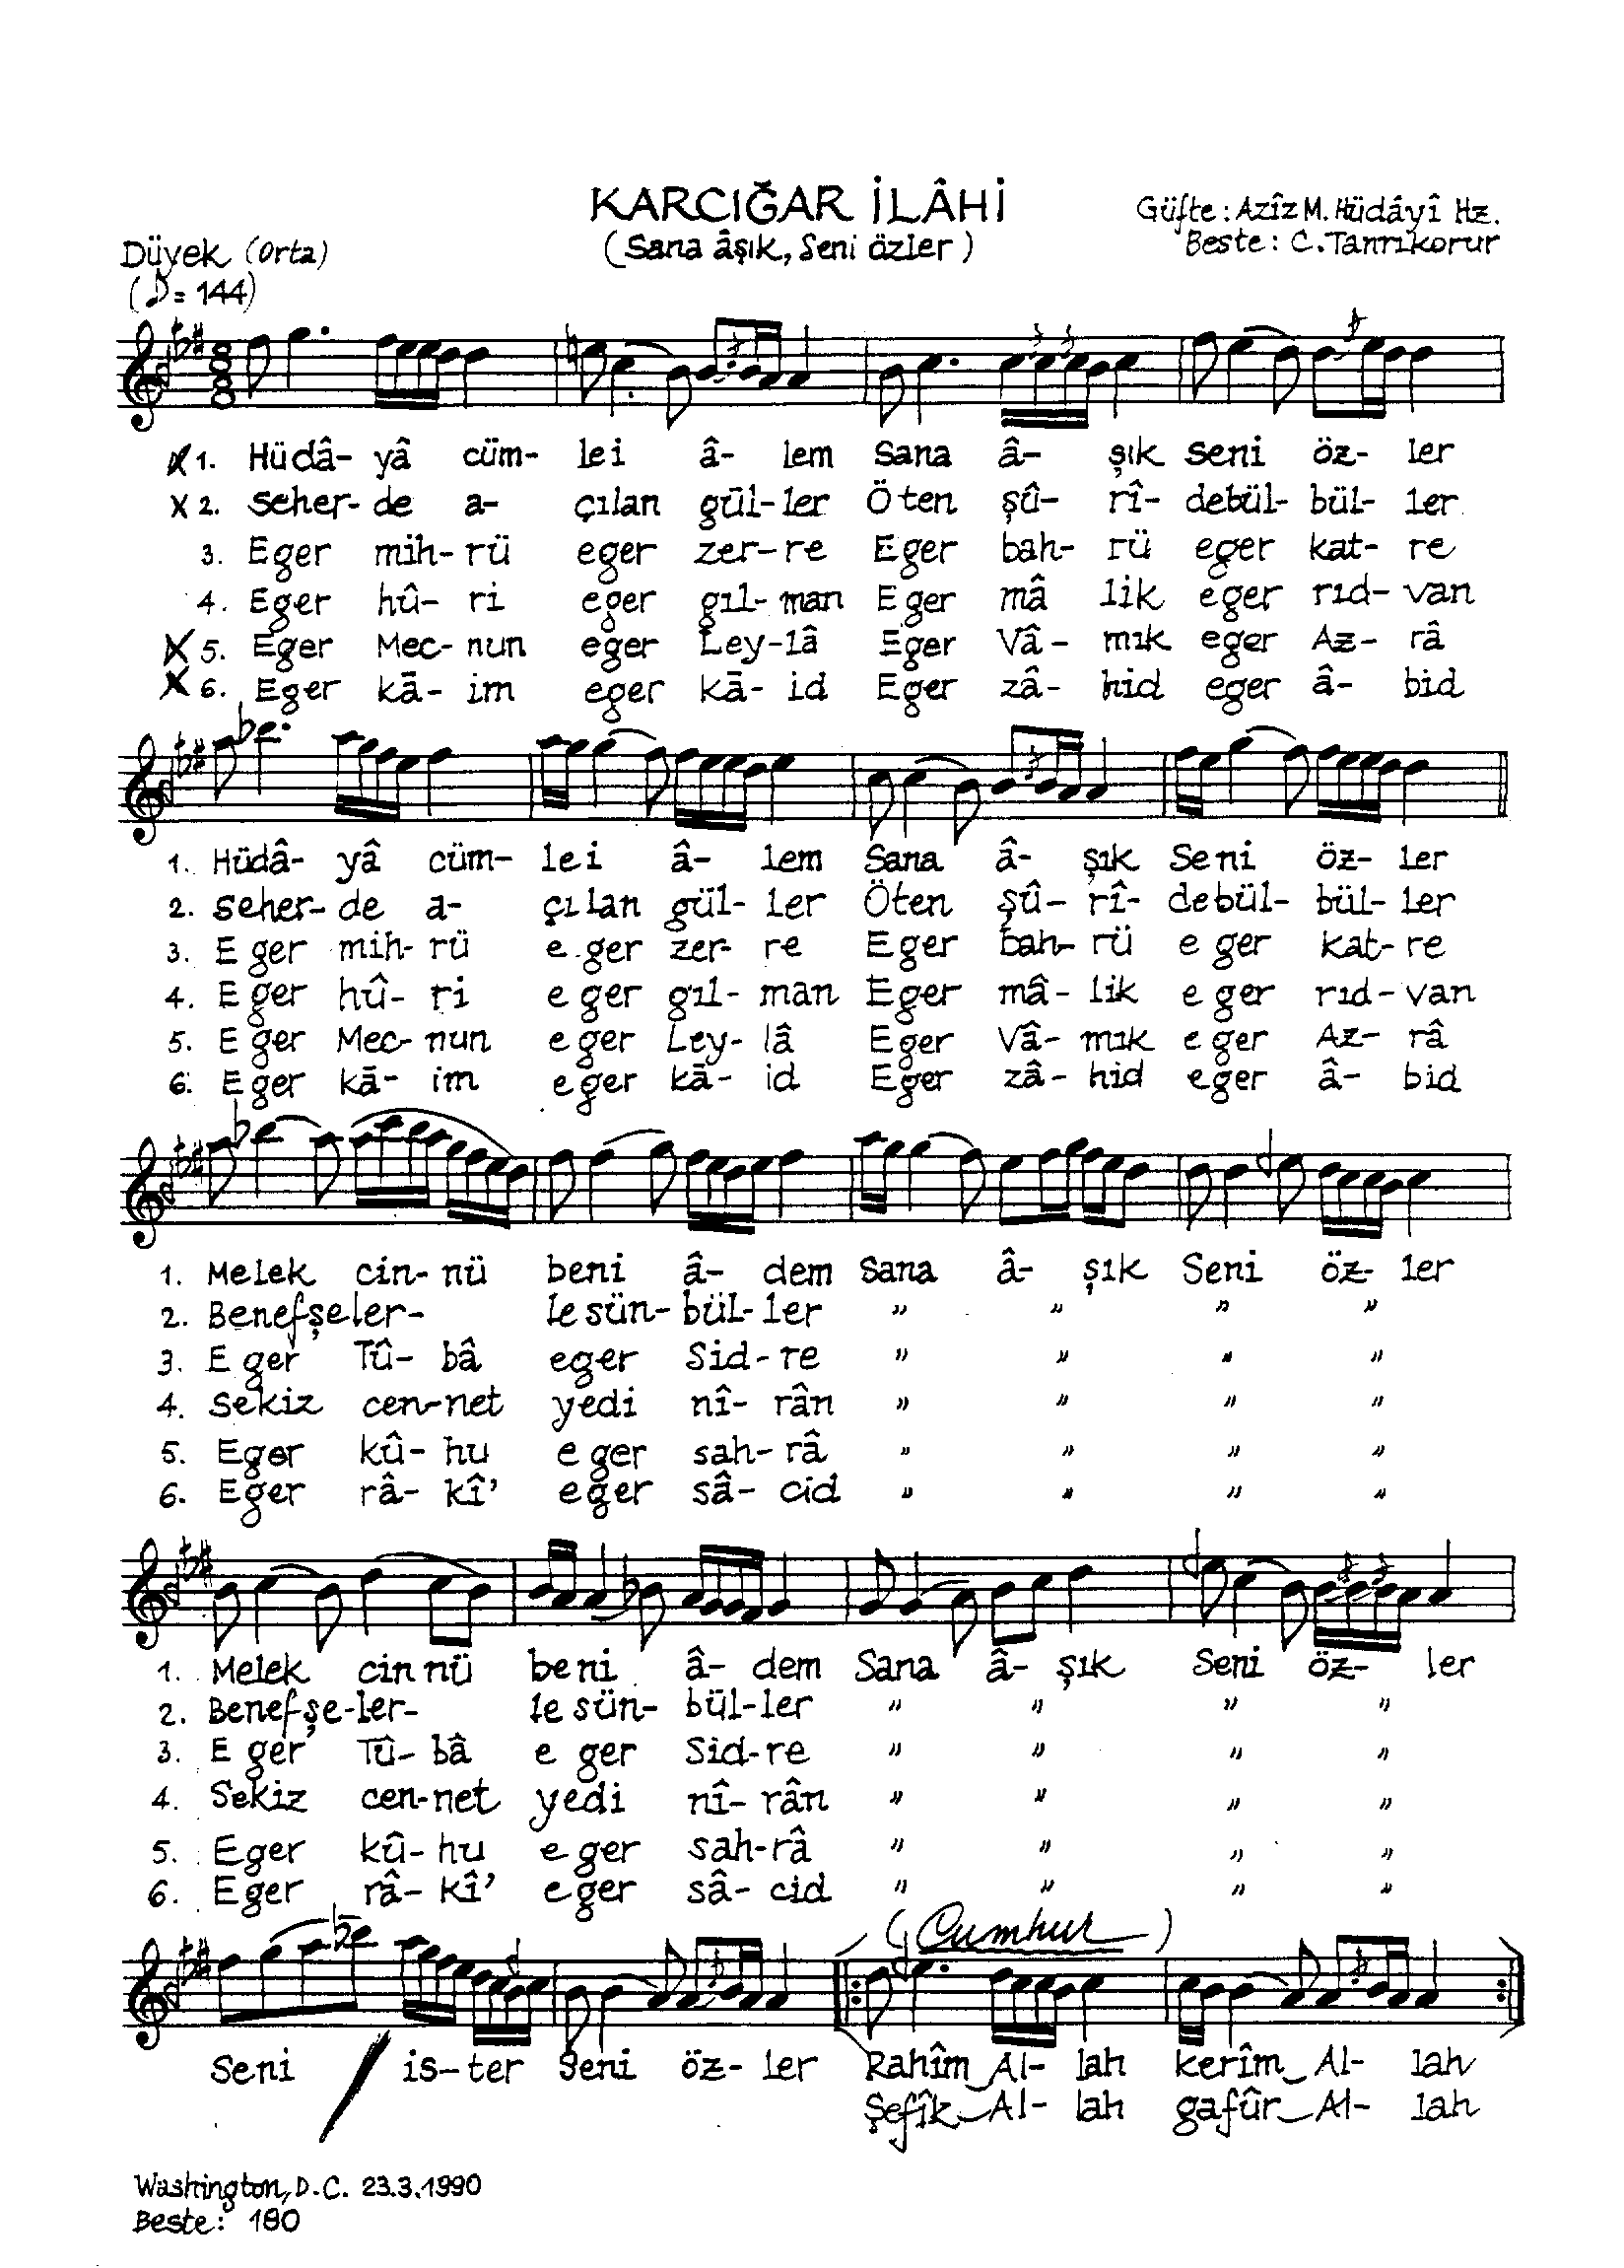 KARCIĞAR İLÂHİ
(Sana âşık, Seni özler)
Güfte: Azîz M. Hüdâyî Hz.
Beste: C. Tanrıkorur
Düyek (Orta)
(♪= 144)
1. Hüdâ- yâ cüm- lei â- lem Sana â- şık seni öz- ler
2. Seher- de a- çılan gül- ler Öten şû- rî- debül- bül- ler
3. Eger mih- rü eger zer- re Eger bah- rü eger kat- re
4. Eger hû- ri eger gıl- man Eger mâ lik eger rıd- van
5. Eger Mec- nun eger Ley- lâ Eger Vâ- mık eger Az- râ
6. Eger kā- im eger kā- id Eger zâ- hid eger â- bid
1. Hüdâ- yâ cüm- lei â- lem Sana â- şık Seni öz- ler
2. Seher- de a- çılan gül- ler Öten şû- rî- debül- bül- ler
3. Eger mih- rü eger zer- re Eger bah- rü eger kat- re
4. Eger hû- ri eger gıl- man Eger mâ- lik eger rıd- van
5. Eger Mec- nun eger Ley- lâ Eger Vâ- mık eger Az- râ
6. Eger kā- im eger kā- id Eger zâ- hid eger â- bid
1. Melek cin- nü beni â- dem Sana â- şık Seni öz- ler
2. Benefşeler- le sün- bül- ler " " " "
3. Eger Tû- bâ eger Sid- re " " " "
4. Sekiz cen- net yedi nî- rân " " " "
5. Eger kû- hu eger sah- râ " " " "
6. Eger râ- kî' eger sâ- cid " " " "
1. Melek cin nü beni â- dem Sana â- şık Seni öz- ler
2. Benefşe- ler- le sün- bül- ler " " " "
3. Eger Tû- bâ eger Sid- re " " " "
4. Sekiz cen- net yedi nî- rân " " " "
5. Eger kû- hu eger sah- râ " " " "
6. Eger râ- kî' eger sâ- cid " " " "
(Cumhur)
Seni is- ter Seni öz- ler Rahîm Al- lah kerîm Al- lah
Şefîk Al- lah gafûr Al- lah
Washington, D.C. 23.3.1990
Beste: 180